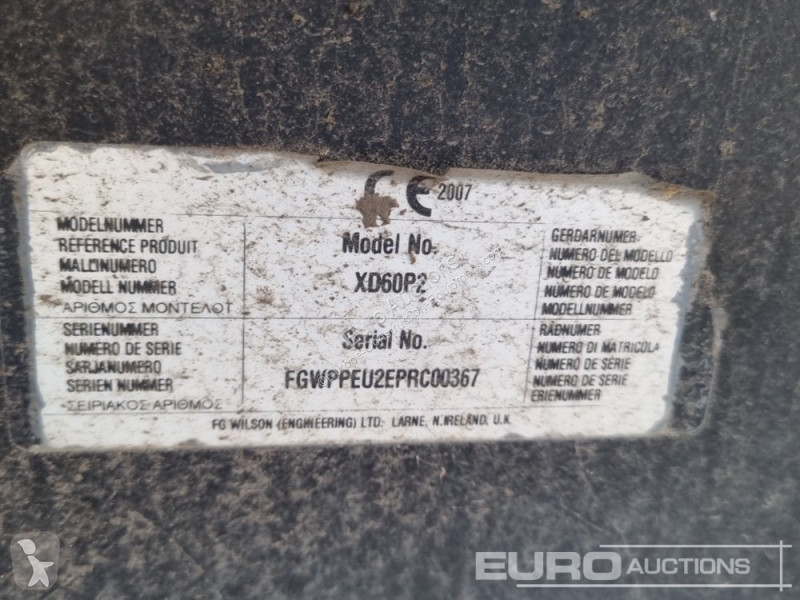 CE 2007
MODELNUMMER
REFERENCE PRODUIT
MALLINUMERO
MODELL NUMMER
ΑΡΙΘΜΟΣ ΜΟΝΤΕΛΟΤ
Model No.
XD60P2
GERDARNUMER
NUMERO DEL MODELLO
NUMERO DE MODELO
NUMERO DE MODELO
MODELLNUMMER
SERIENUMMER
NUMERO DE SERIE
SARJANUMERO
SERIEN NUMMER
ΣΕΙΡΙΑΚΟΣ ΑΡΙΘΜΟΣ
Serial No.
FGWPPEU2EPRC00367
RADNUMER
NUMERO DI MATRICOLA
NUMERO DE SERIE
NUMERO DE SERIE
ERIENUMMER
FG WILSON (ENGINEERING) LTD. LARNE, N.IRELAND, U.K.
EURO AUCTIONS